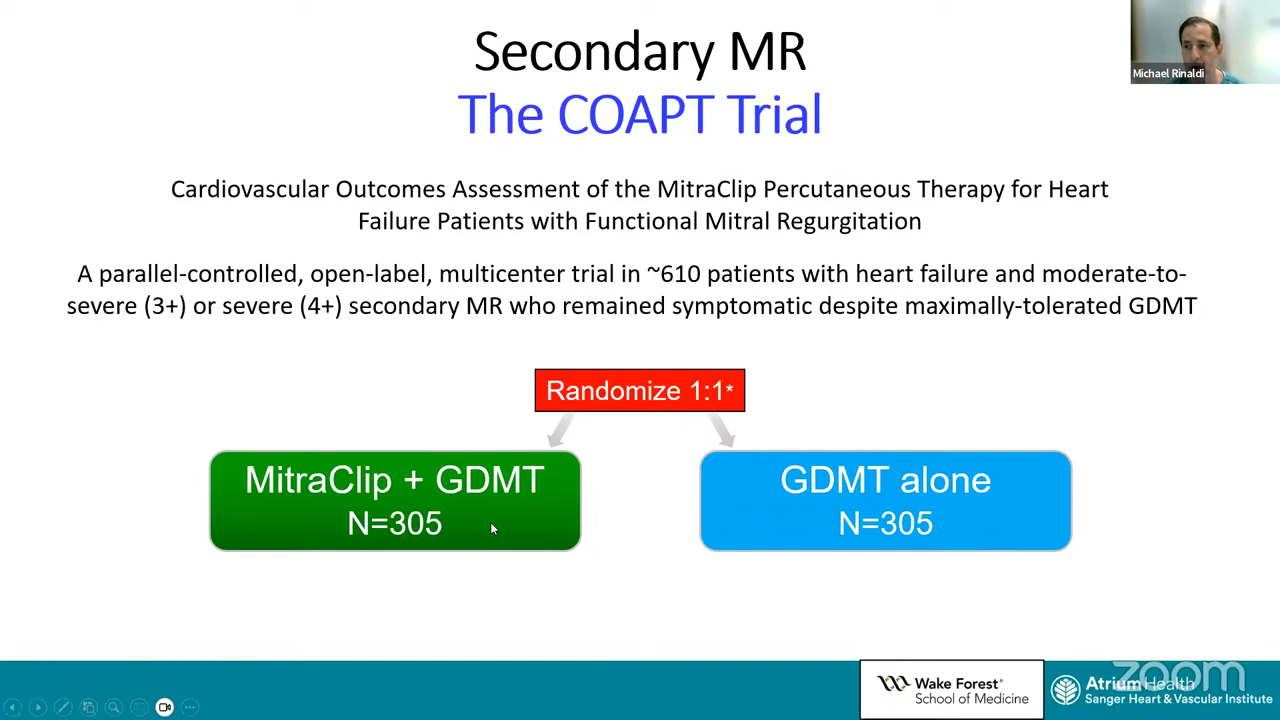 Secondary MR
The COAPT Trial
Michael Rinaldi
Cardiovascular Outcomes Assessment of the MitraClip Percutaneous Therapy for Heart
Failure Patients with Functional Mitral Regurgitation
A parallel-controlled, open-label, multicenter trial in ~610 patients with heart failure and moderate-to-
severe (3+) or severe (4+) secondary MR who remained symptomatic despite maximally-tolerated GDMT
Randomize 1:1*
MitraClip + GDMT
N=305
GDMT alone
N=305
Wake Forest®
School of Medicine
Atrium Health
Sanger Heart & Vascular Institute
zoom